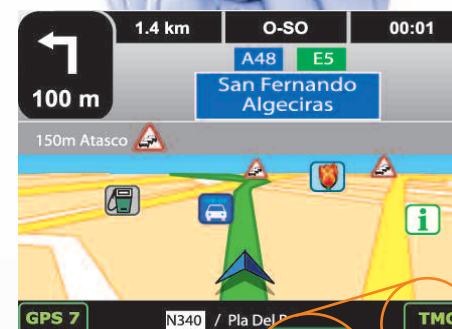 1.4 km O-SO 00:01
A48 E5
100 m
San Fernando
Algeciras
150m Atasco
GPS 7 N340 / Pla Del